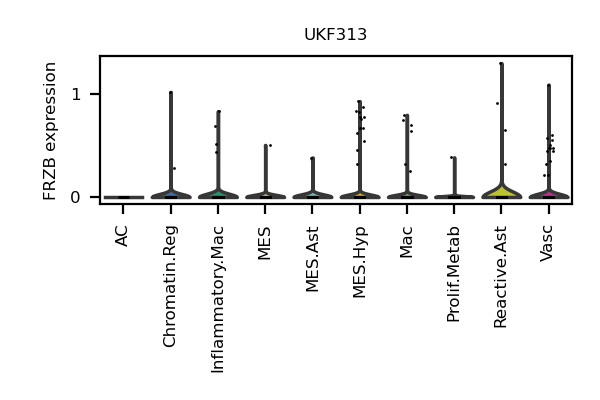 UKF313
FRZB expression
1
0
AC
Chromatin.Reg
Inflammatory.Mac
MES
MES.Ast
MES.Hyp
Mac
Prolif.Metab
Reactive.Ast
Vasc